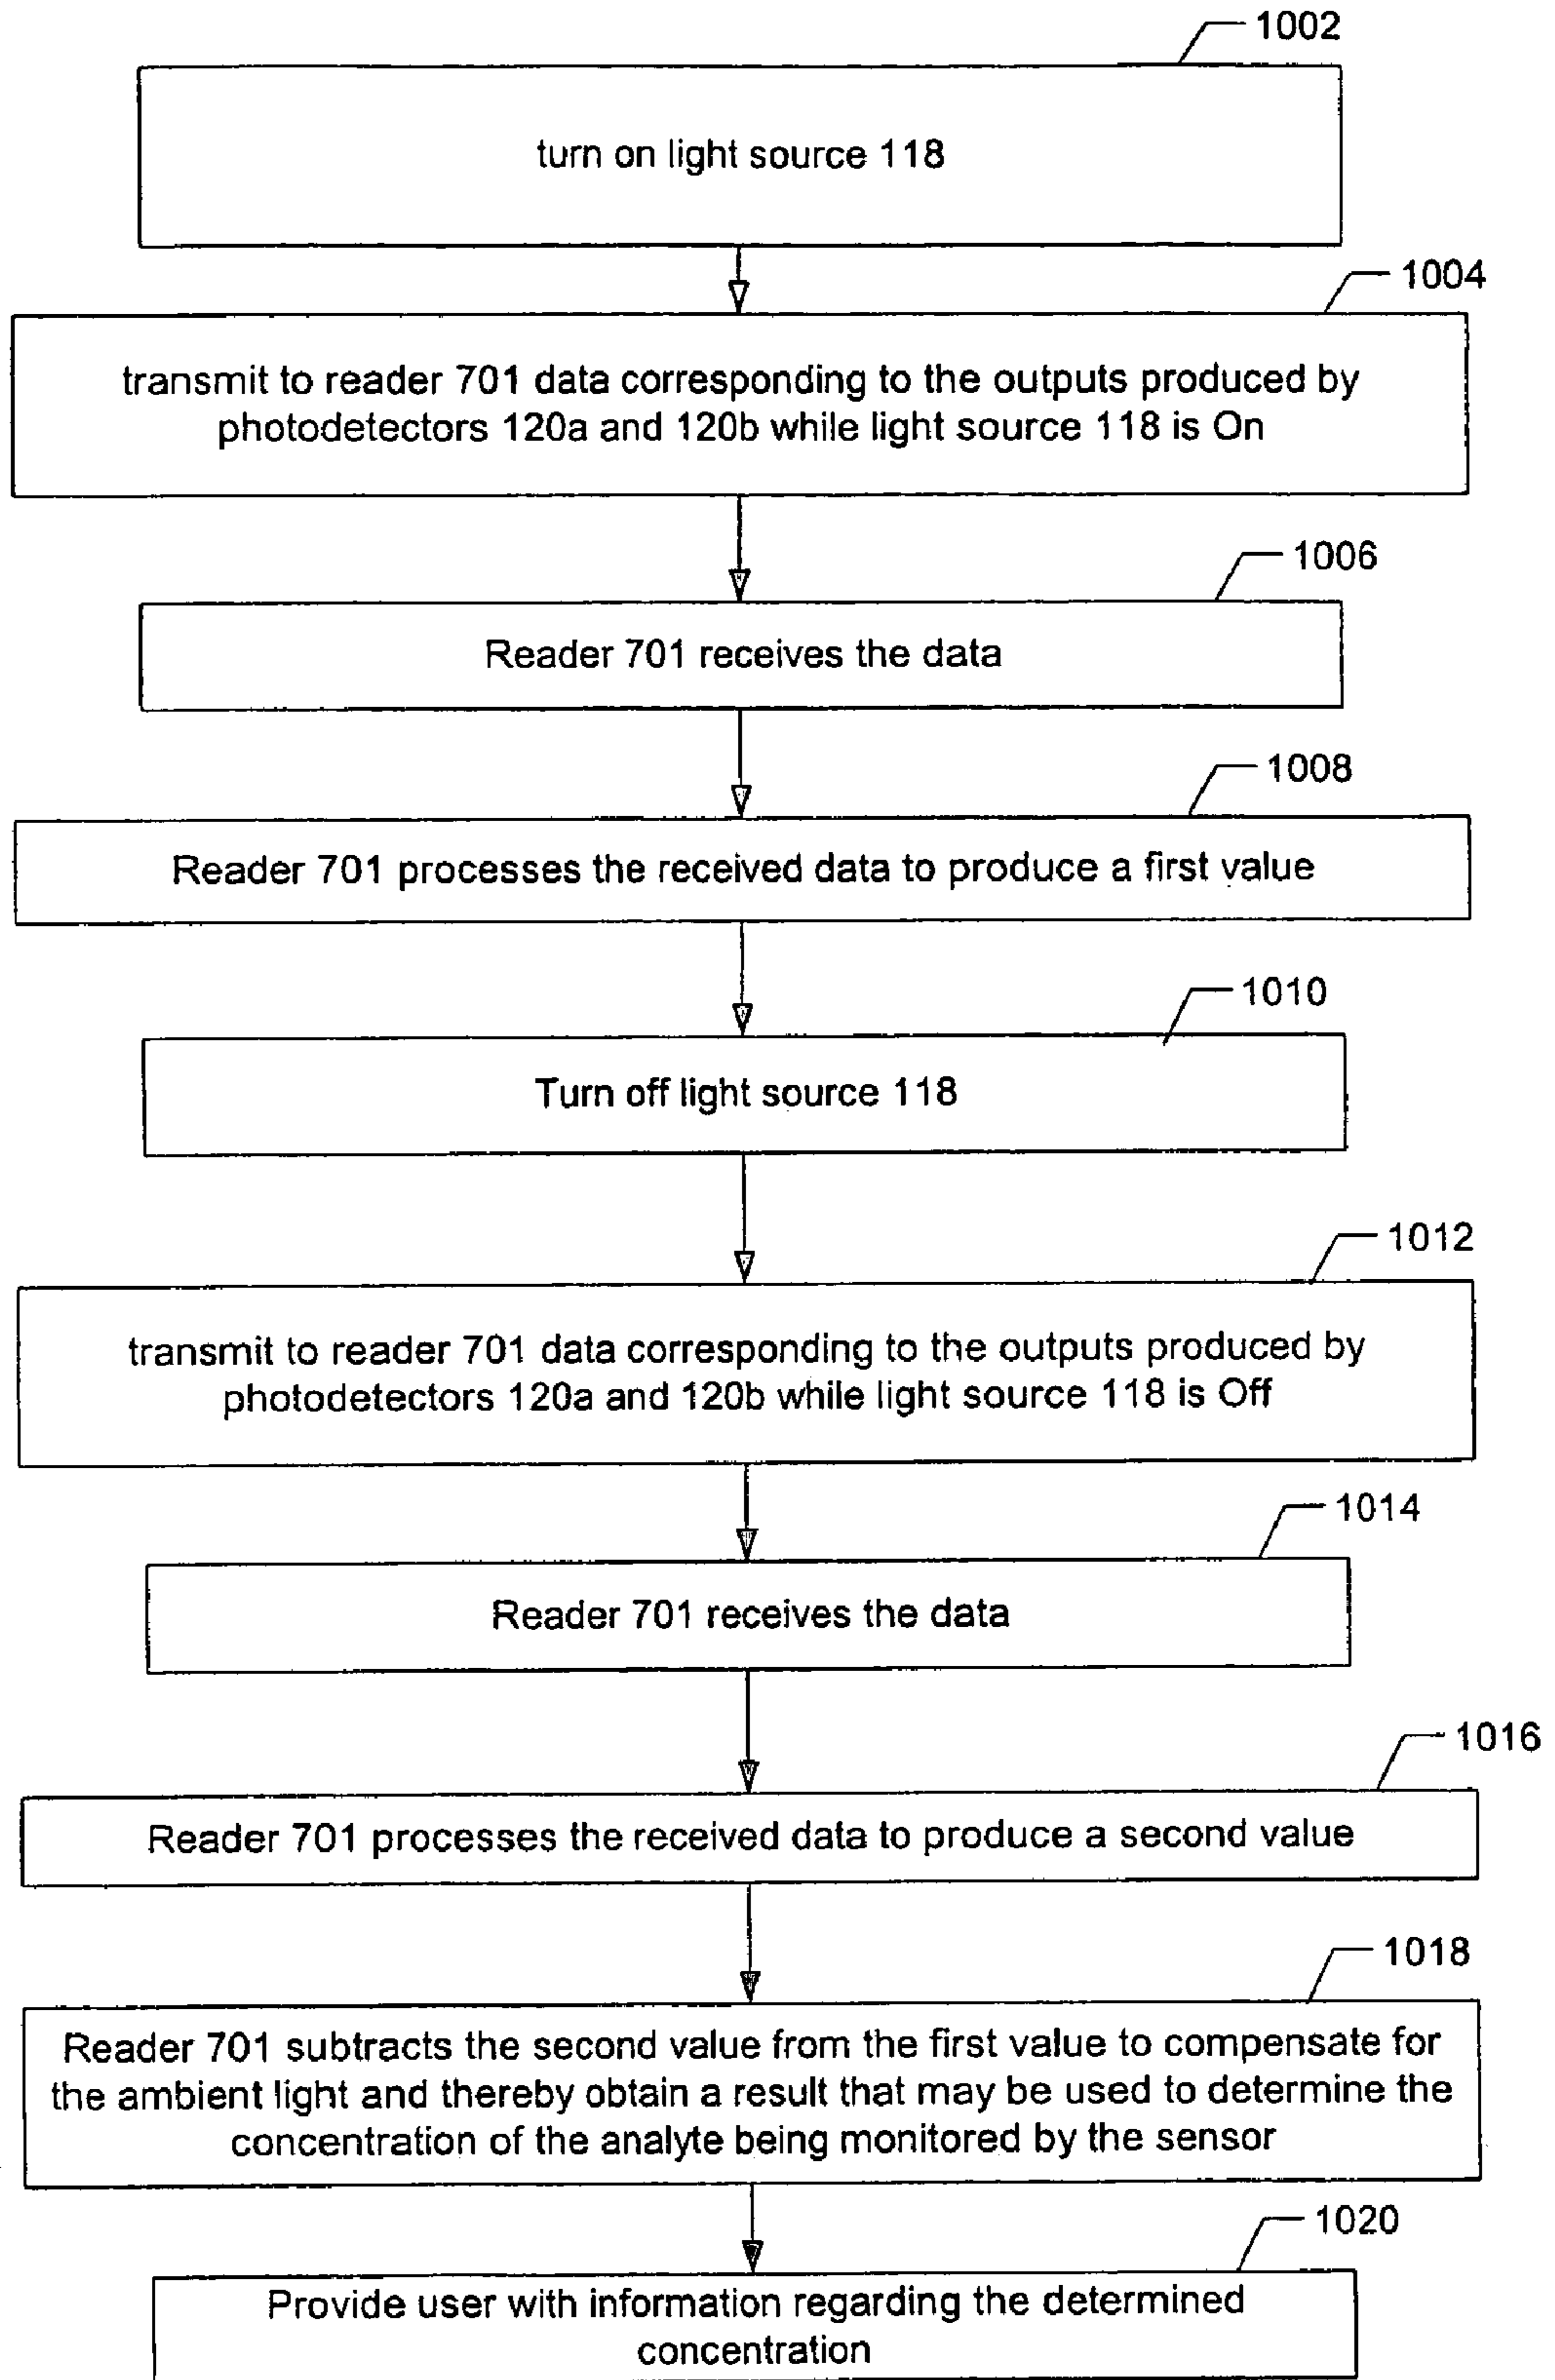 1002
turn on light source 118
1004
transmit to reader 701 data corresponding to the outputs produced by
photodetectors 120a and 120b while light source 118 is On
1006
Reader 701 receives the data
1008
Reader 701 processes the received data to produce a first value
1010
Turn off light source 118
1012
transmit to reader 701 data corresponding to the outputs produced by
photodetectors 120a and 120b while light source 118 is Off
1014
Reader 701 receives the data
1016
Reader 701 processes the received data to produce a second value
1018
Reader 701 subtracts the second value from the first value to compensate for
the ambient light and thereby obtain a result that may be used to determine the
concentration of the analyte being monitored by the sensor
1020
Provide user with information regarding the determined
concentration